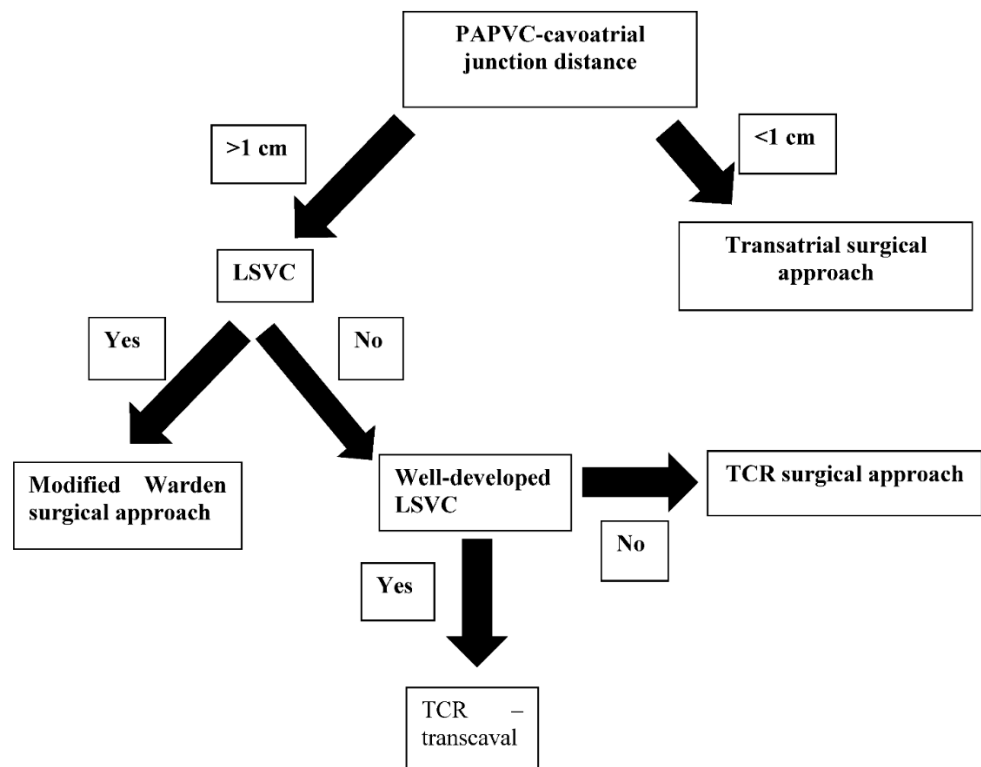 PAPVC-cavoatrial
junction distance
>1 cm
<1 cm
LSVC
Transatrial surgical
approach
Yes
No
Modified Warden
surgical approach
Well-developed
LSVC
TCR surgical approach
No
Yes
TCR –
transcaval